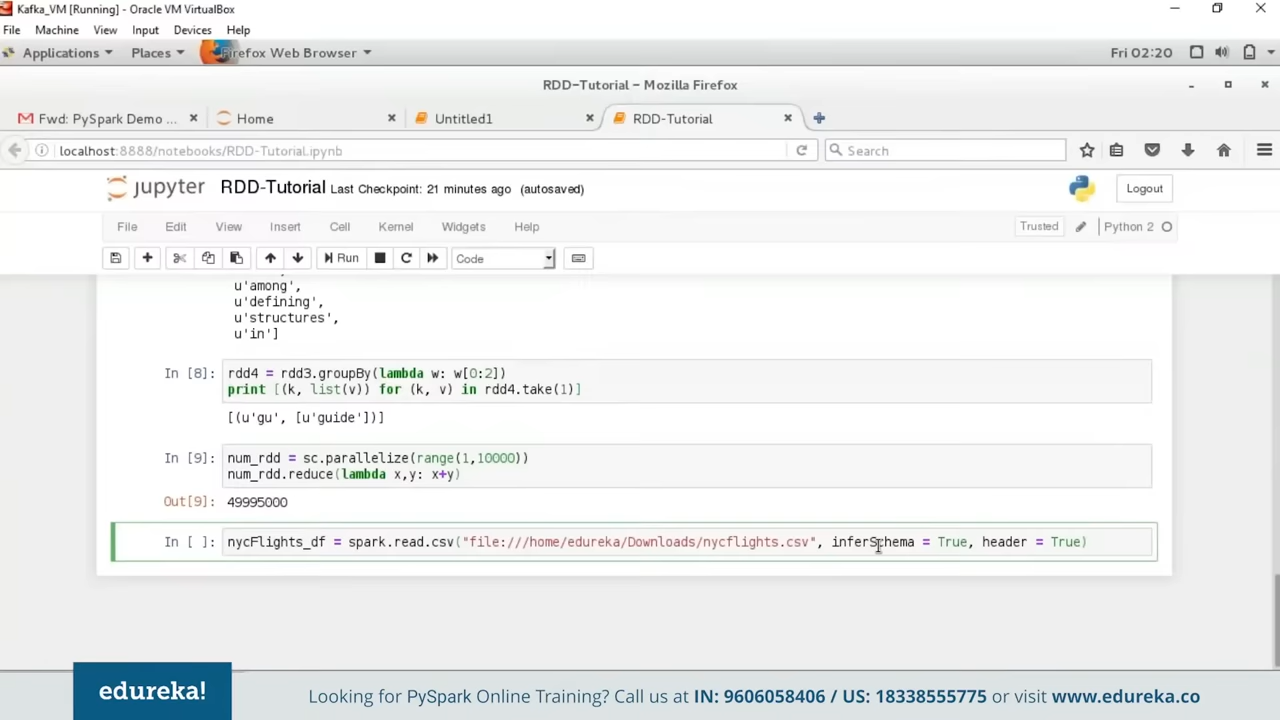 Kafka_VM [Running] - Oracle VM VirtualBox
File Machine View Input Devices Help
Applications Places Firefox Web Browser Fri 02:20
RDD-Tutorial - Mozilla Firefox
Fwd: PySpark Demo ... Home Untitled1 RDD-Tutorial
localhost:8888/notebooks/RDD-Tutorial.ipynb Search
jupyter RDD-Tutorial Last Checkpoint: 21 minutes ago (autosaved) Logout
File Edit View Insert Cell Kernel Widgets Help Trusted Python 2
Run Code
u'among',
u'defining',
u'structures',
u'in']
In [8]: rdd4 = rdd3.groupBy(lambda w: w[0:2])
print [(k, list(v)) for (k, v) in rdd4.take(1)]
[(u'gu', [u'guide'])]
In [9]: num_rdd = sc.parallelize(range(1,10000))
num_rdd.reduce(lambda x,y: x+y)
Out[9]: 49995000
In [ ]: nycFlights_df = spark.read.csv("file:///home/edureka/Downloads/nycflights.csv", inferSchema = True, header = True)
edureka! Looking for PySpark Online Training? Call us at IN: 9606058406 / US: 18338555775 or visit www.edureka.co